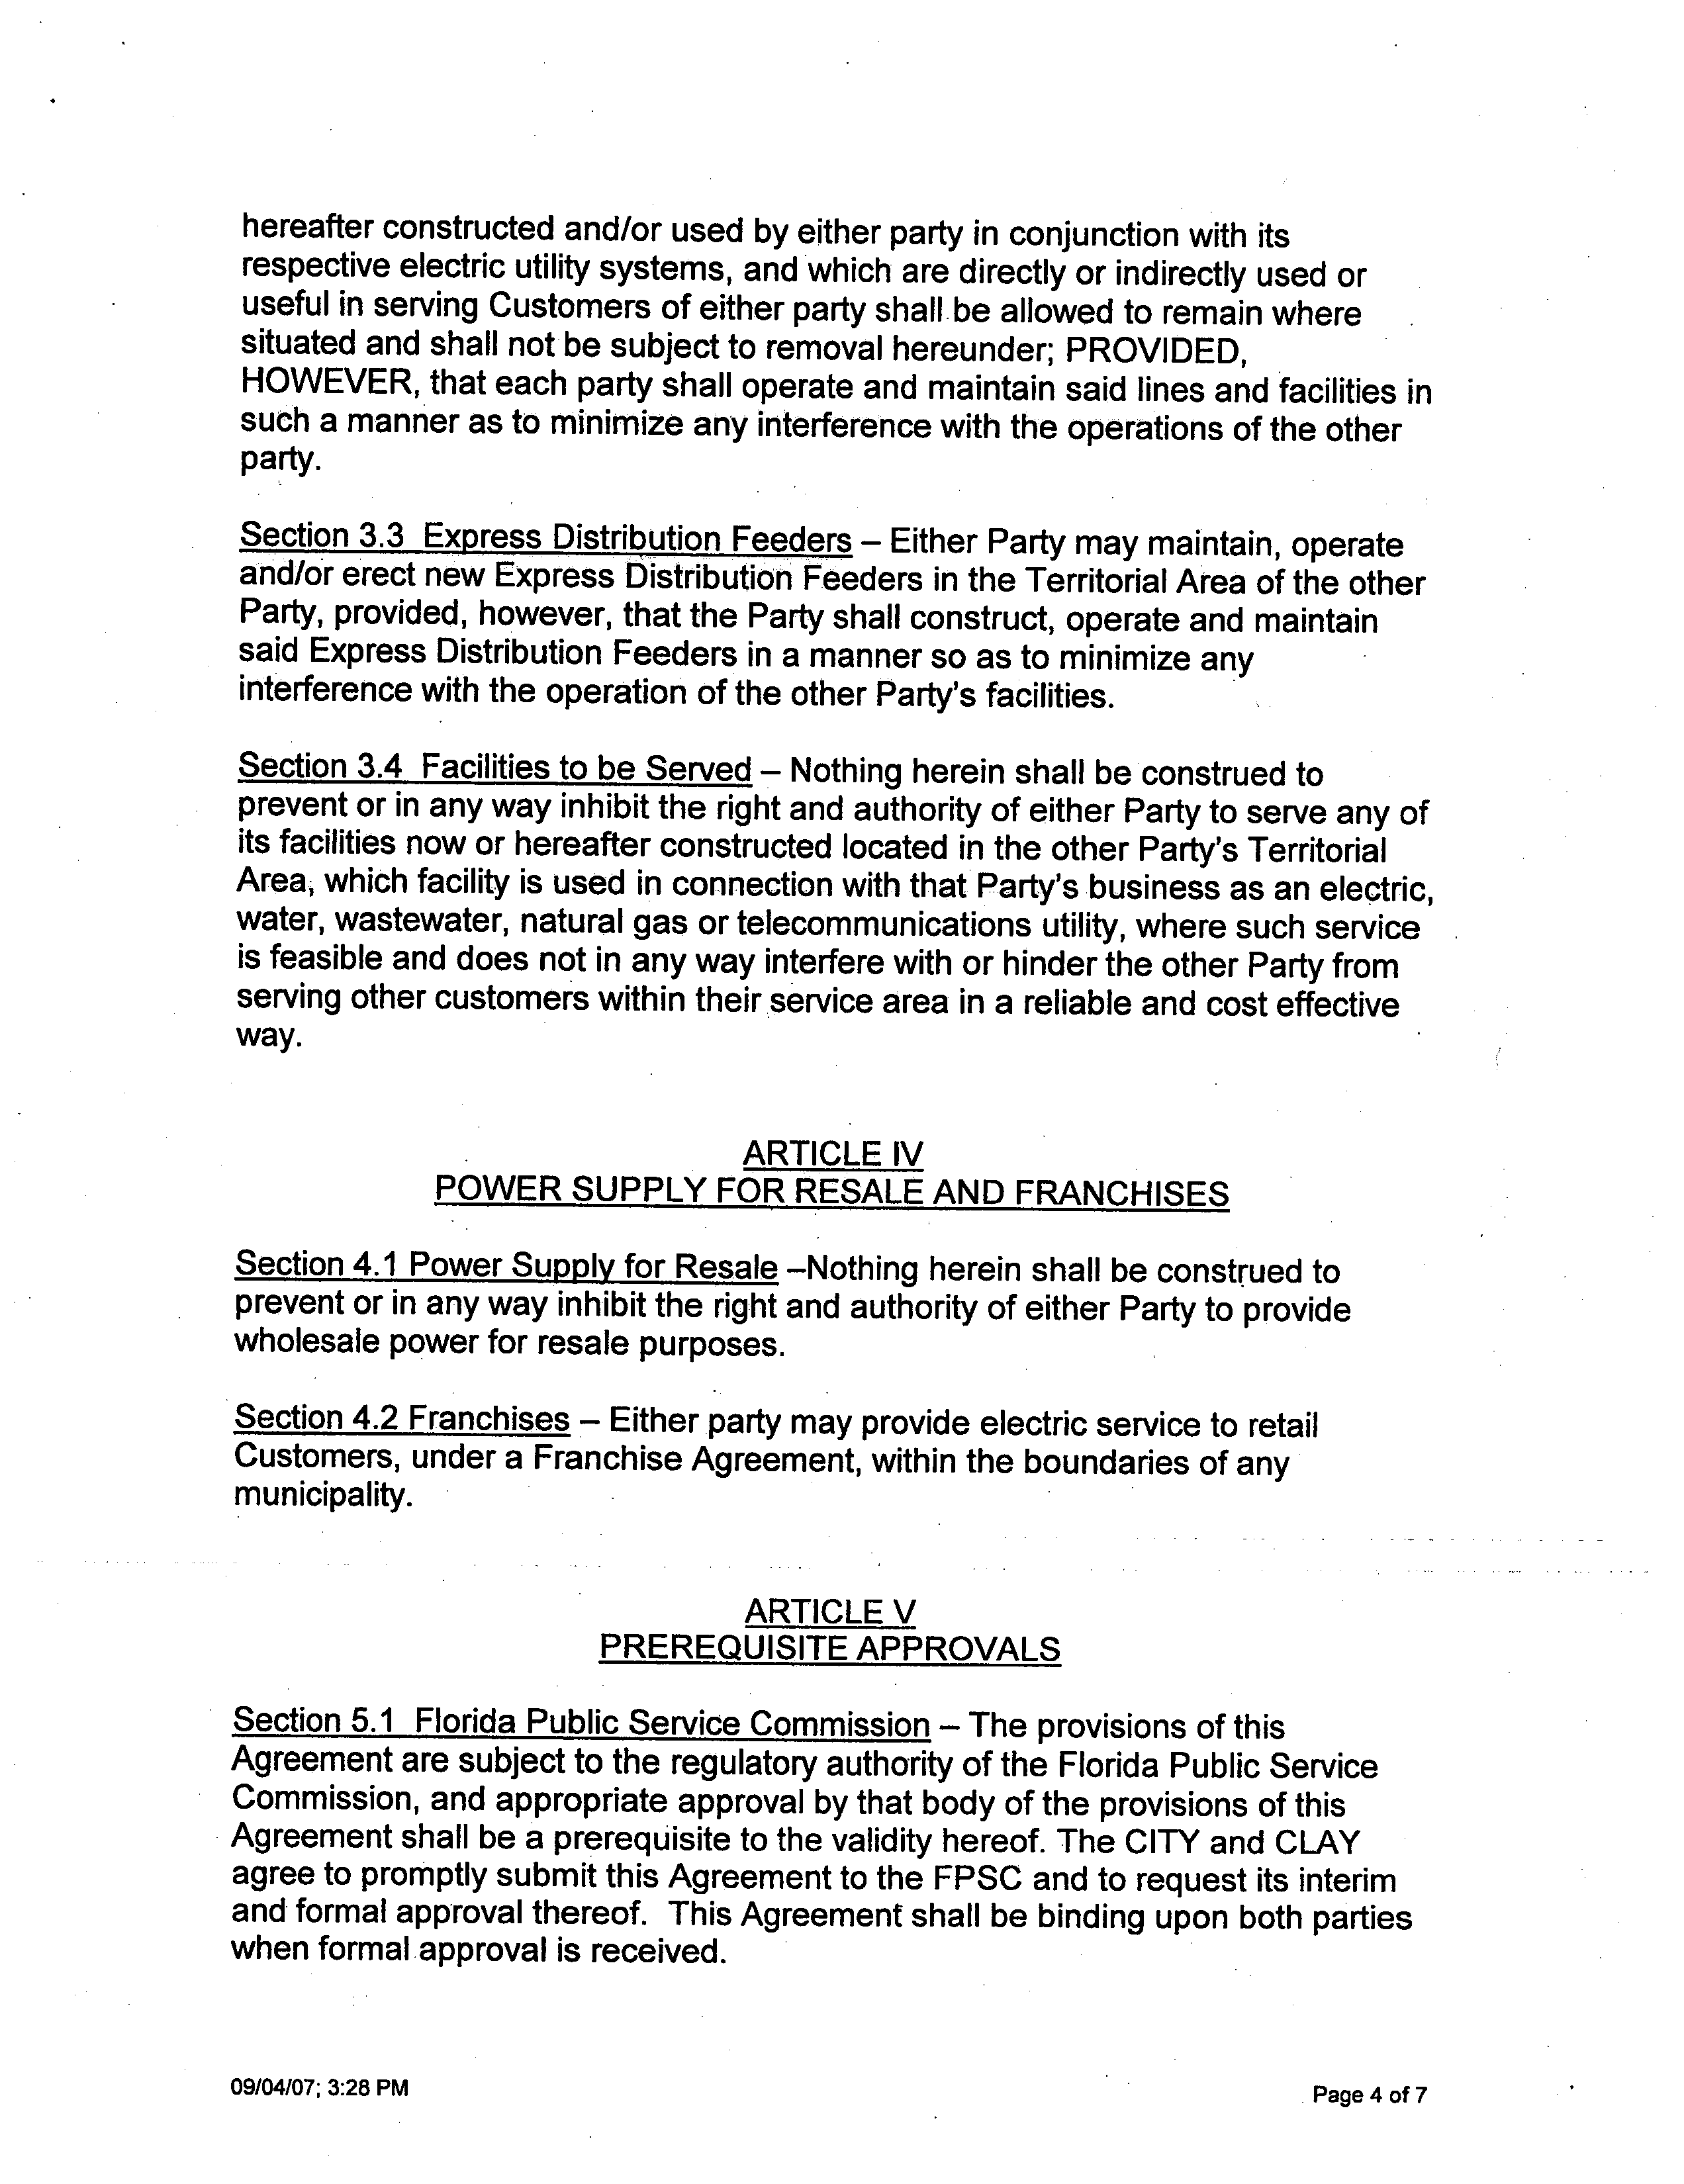 hereafter constructed and/or used by either party in conjunction with its
respective electric utility systems, and which are directly or indirectly used or
useful in serving Customers of either party shall be allowed to remain where
situated and shall not be subject to removal hereunder; PROVIDED,
HOWEVER, that each party shall operate and maintain said lines and facilities in
such a manner as to minimize any interference with the operations of the other
party.
Section 3.3 Express Distribution Feeders – Either Party may maintain, operate
and/or erect new Express Distribution Feeders in the Territorial Area of the other
Party, provided, however, that the Party shall construct, operate and maintain
said Express Distribution Feeders in a manner so as to minimize any
interference with the operation of the other Party's facilities.
Section 3.4 Facilities to be Served – Nothing herein shall be construed to
prevent or in any way inhibit the right and authority of either Party to serve any of
its facilities now or hereafter constructed located in the other Party's Territorial
Area, which facility is used in connection with that Party's business as an electric,
water, wastewater, natural gas or telecommunications utility, where such service
is feasible and does not in any way interfere with or hinder the other Party from
serving other customers within their service area in a reliable and cost effective
way.
ARTICLE IV
POWER SUPPLY FOR RESALE AND FRANCHISES
Section 4.1 Power Supply for Resale –Nothing herein shall be construed to
prevent or in any way inhibit the right and authority of either Party to provide
wholesale power for resale purposes.
Section 4.2 Franchises – Either party may provide electric service to retail
Customers, under a Franchise Agreement, within the boundaries of any
municipality.
ARTICLE V
PREREQUISITE APPROVALS
Section 5.1 Florida Public Service Commission – The provisions of this
Agreement are subject to the regulatory authority of the Florida Public Service
Commission, and appropriate approval by that body of the provisions of this
Agreement shall be a prerequisite to the validity hereof. The CITY and CLAY
agree to promptly submit this Agreement to the FPSC and to request its interim
and formal approval thereof. This Agreement shall be binding upon both parties
when formal approval is received.
09/04/07; 3:28 PM
Page 4 of 7